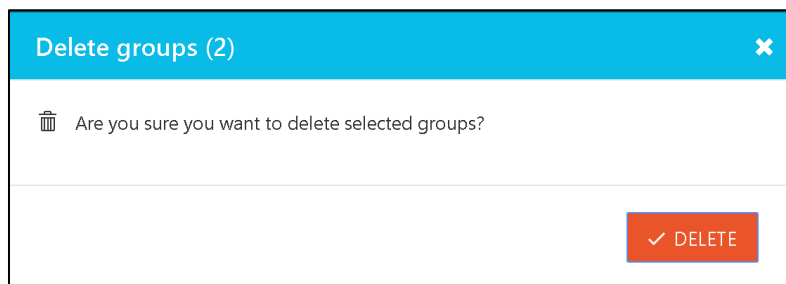 Delete groups (2)
Are you sure you want to delete selected groups?
DELETE